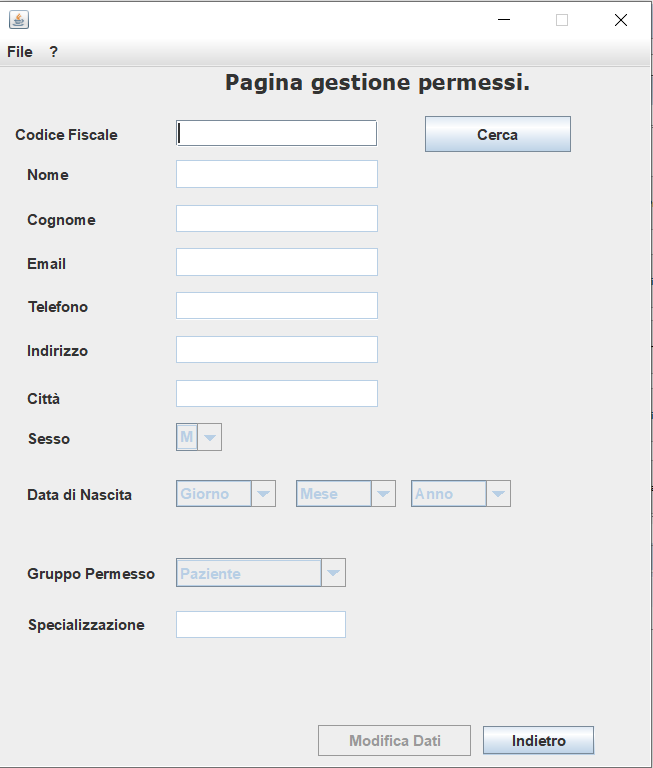 File ?
Pagina gestione permessi.
Codice Fiscale Cerca
Nome
Cognome
Email
Telefono
Indirizzo
Città
Sesso M
Data di Nascita Giorno Mese Anno
Gruppo Permesso Paziente
Specializzazione
Modifica Dati Indietro